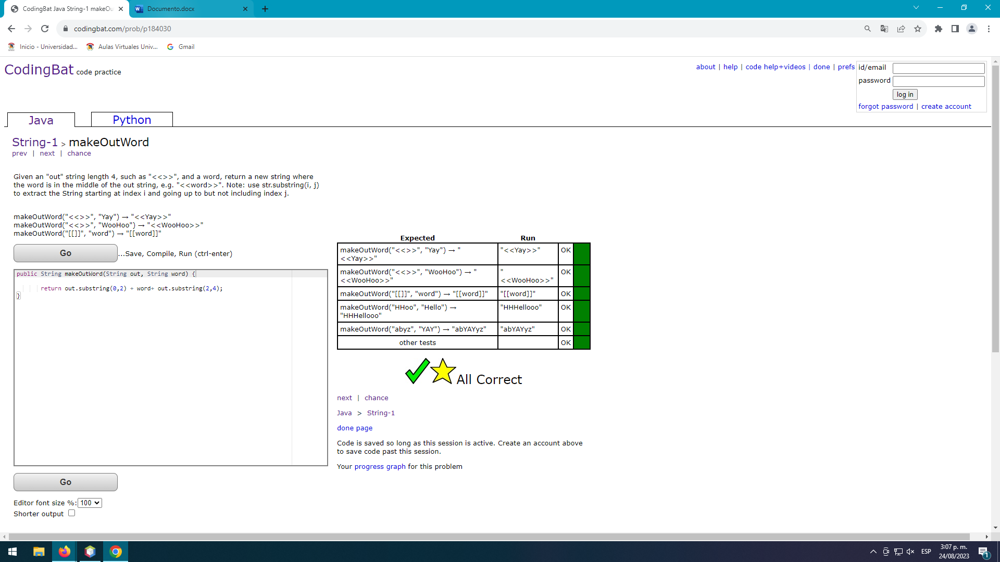 CodingBat Java String-1 makeOu
Documento.docx
codingbat.com/prob/p184030
Inicio - Universidad...
Aulas Virtuales Univ...
Gmail
CodingBat code practice
about | help | code help+videos | done | prefs
id/email
password
log in
forgot password | create account
Java
Python
String-1 > makeOutWord
prev | next | chance
Given an "out" string length 4, such as "<<>>", and a word, return a new string where
the word is in the middle of the out string, e.g. "<<word>>". Note: use str.substring(i, j)
to extract the String starting at index i and going up to but not including index j.
makeOutWord("<<>>", "Yay") → "<<Yay>>"
makeOutWord("<<>>", "WooHoo") → "<<WooHoo>>"
makeOutWord("[[]]", "word") → "[[word]]"
Go
...Save, Compile, Run (ctrl-enter)
public String makeOutWord(String out, String word) {
return out.substring(0,2) + word+ out.substring(2,4);
}
Go
Editor font size %: 100
Shorter output
Expected Run
makeOutWord("<<>>", "Yay") → " "<<Yay>>" OK
<<Yay>>"
makeOutWord("<<>>", "WooHoo") → " " OK
<<WooHoo>>" <<WooHoo>>"
makeOutWord("[[]]", "word") → "[[word]]" "[[word]]" OK
makeOutWord("HHoo", "Hello") → "HHHellooo" OK
"HHHellooo"
makeOutWord("abyz", "YAY") → "abYAYyz" "abYAYyz" OK
other tests OK
All Correct
next | chance
Java > String-1
done page
Code is saved so long as this session is active. Create an account above
to save code past this session.
Your progress graph for this problem
ESP
3:07 p. m.
24/08/2023
1